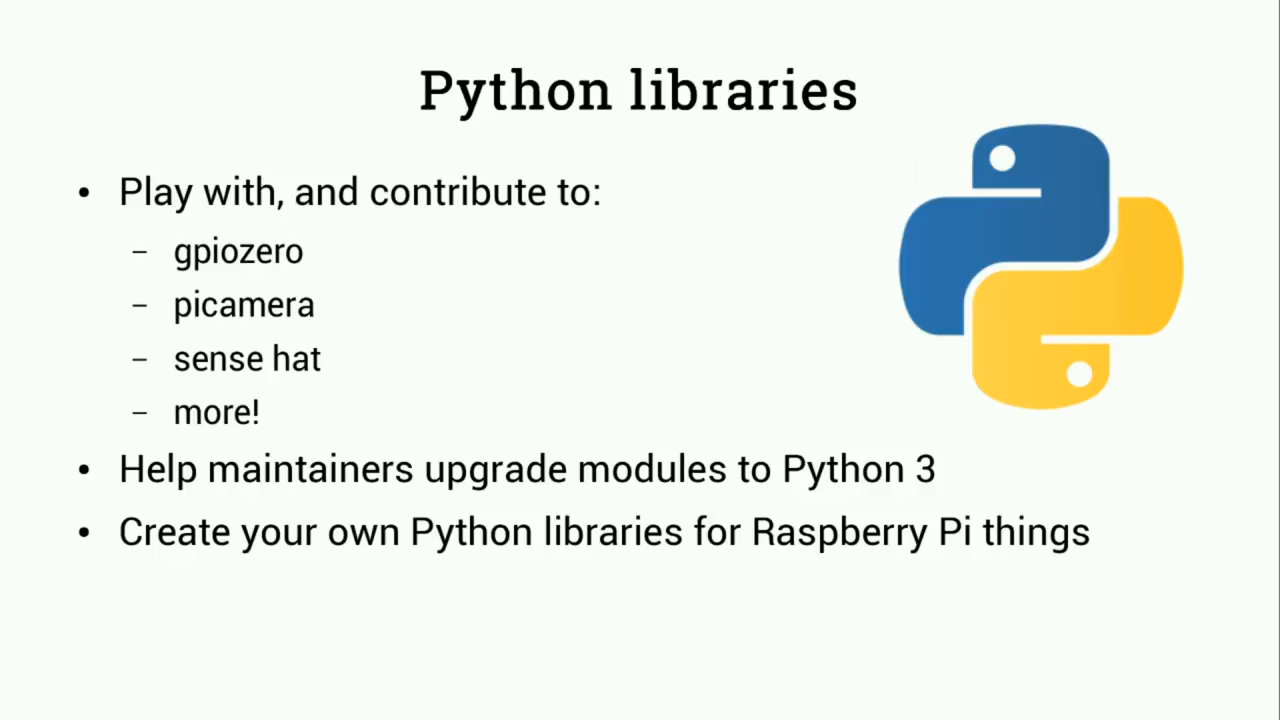 Python libraries
• Play with, and contribute to:
– gpiozero
– picamera
– sense hat
– more!
• Help maintainers upgrade modules to Python 3
• Create your own Python libraries for Raspberry Pi things